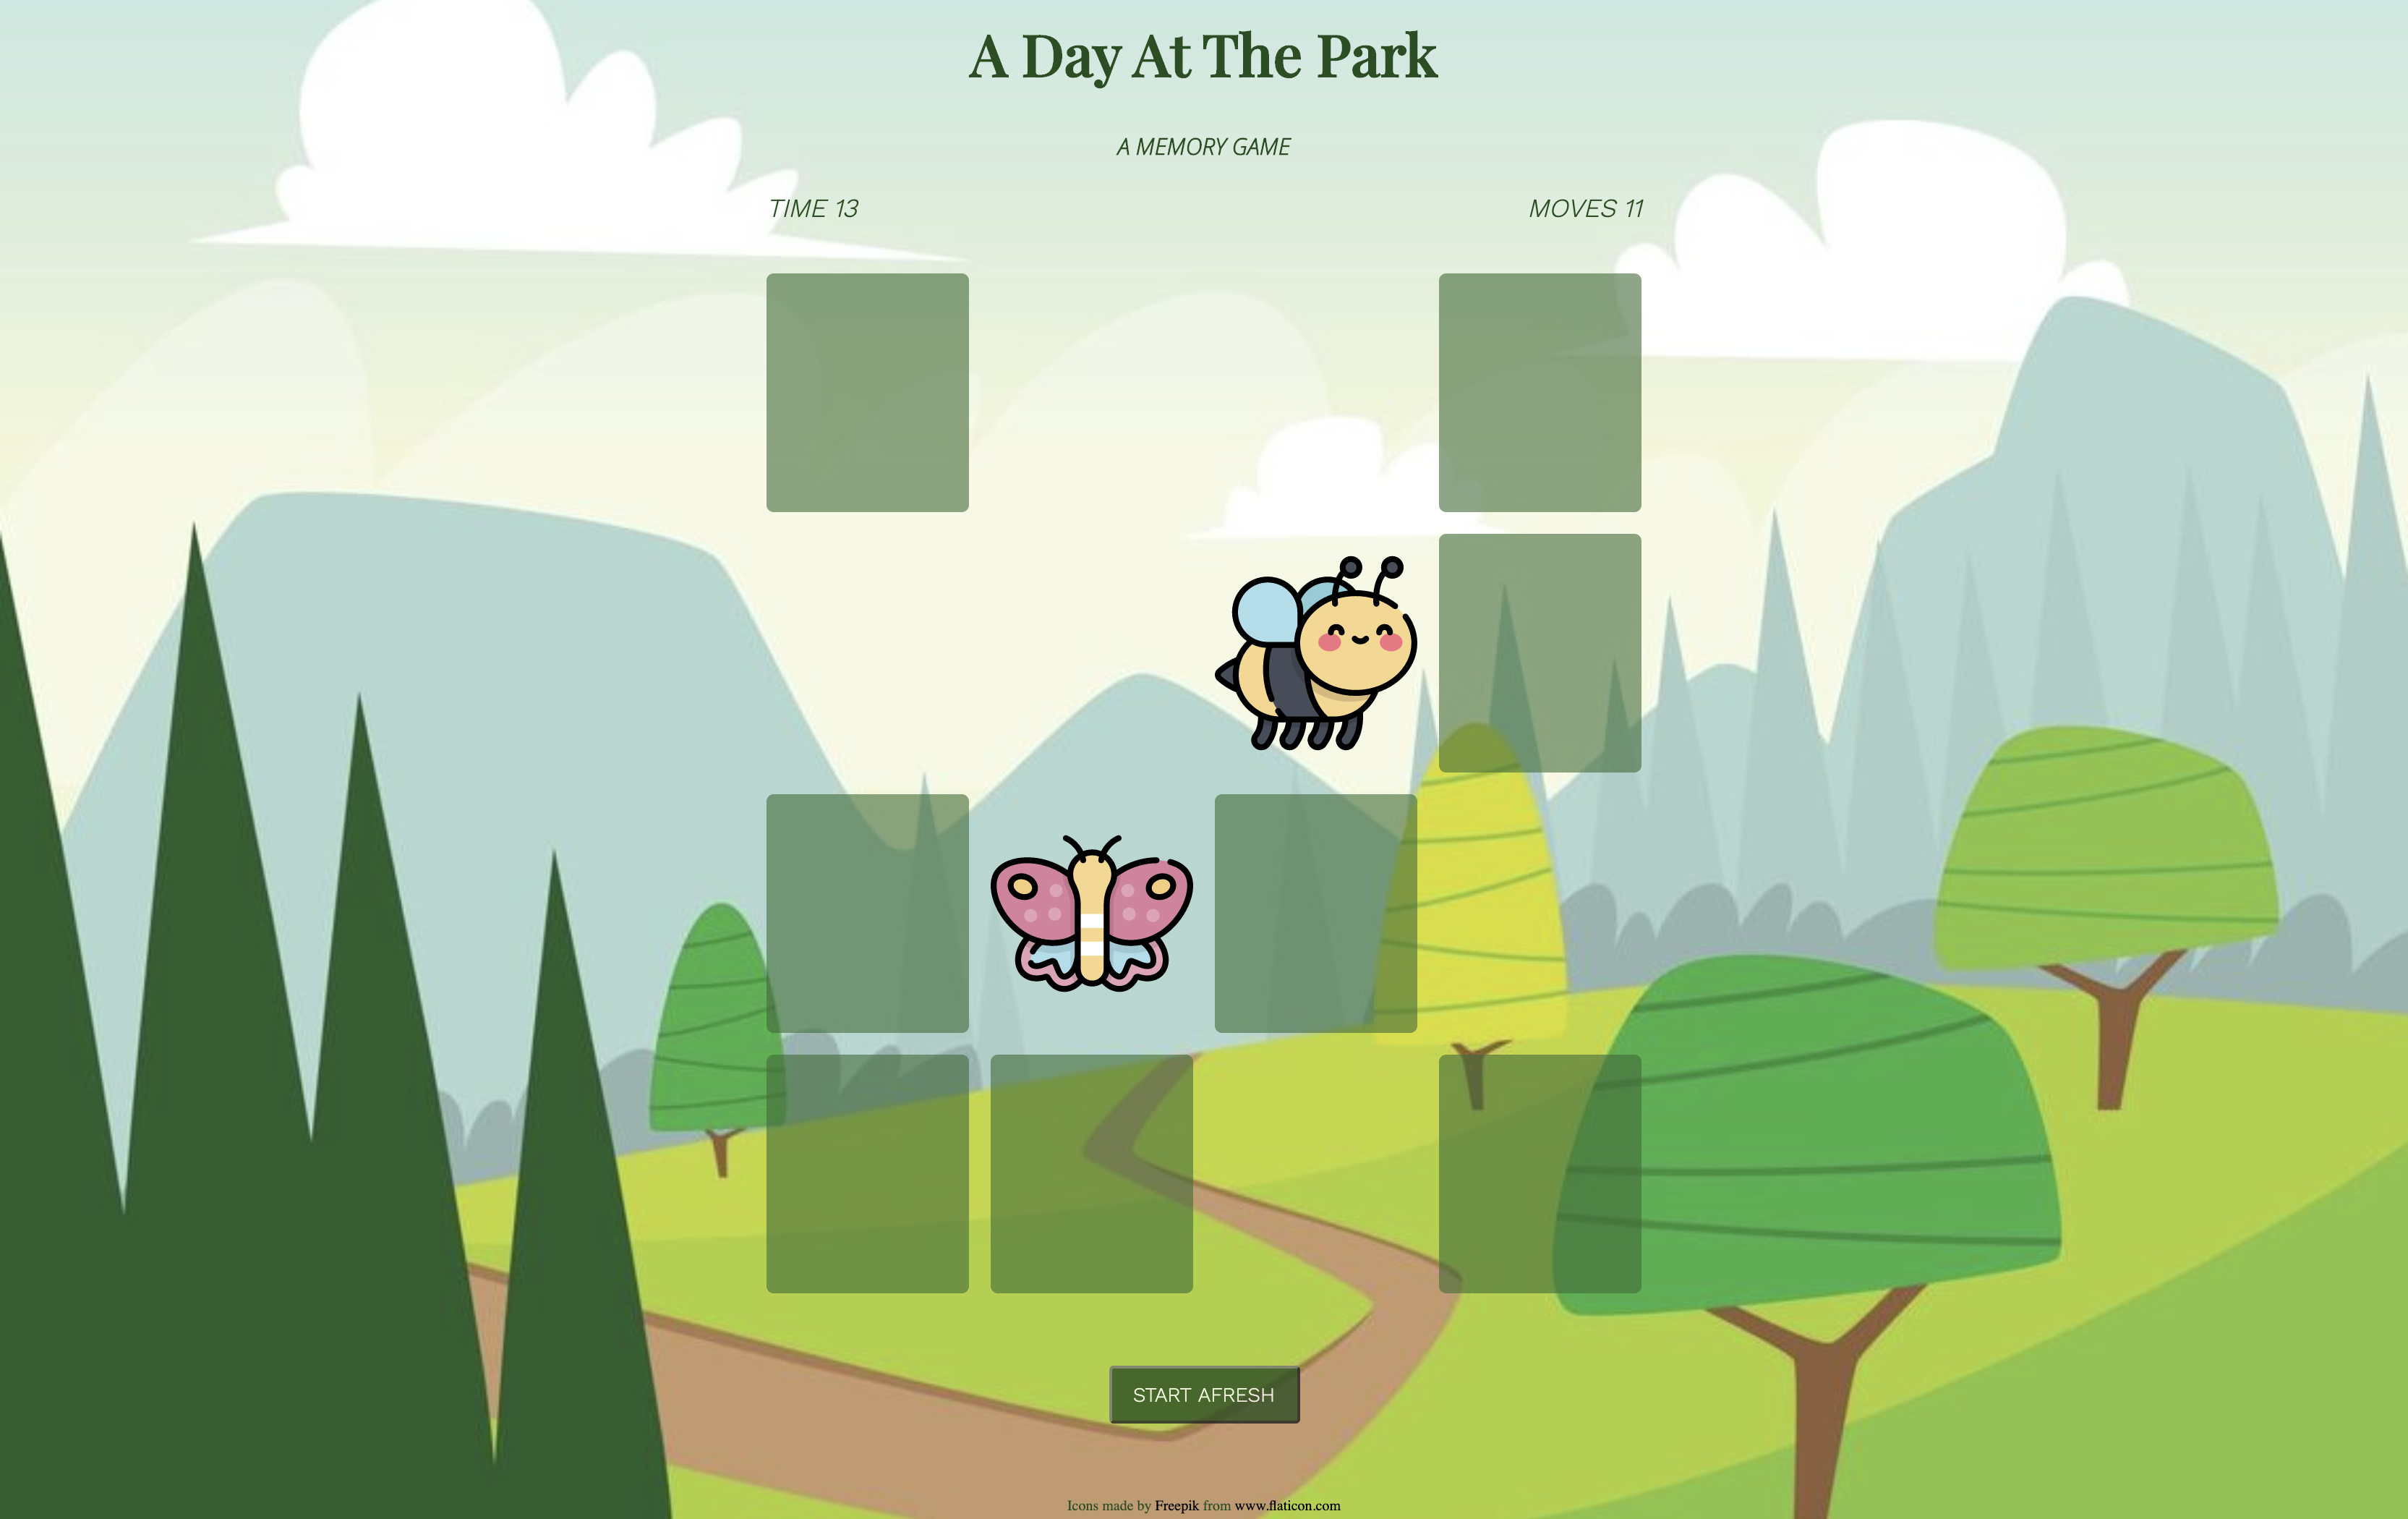 A Day At The Park
A MEMORY GAME
TIME 13
MOVES 11
START AFRESH
Icons made by Freepik from www.flaticon.com